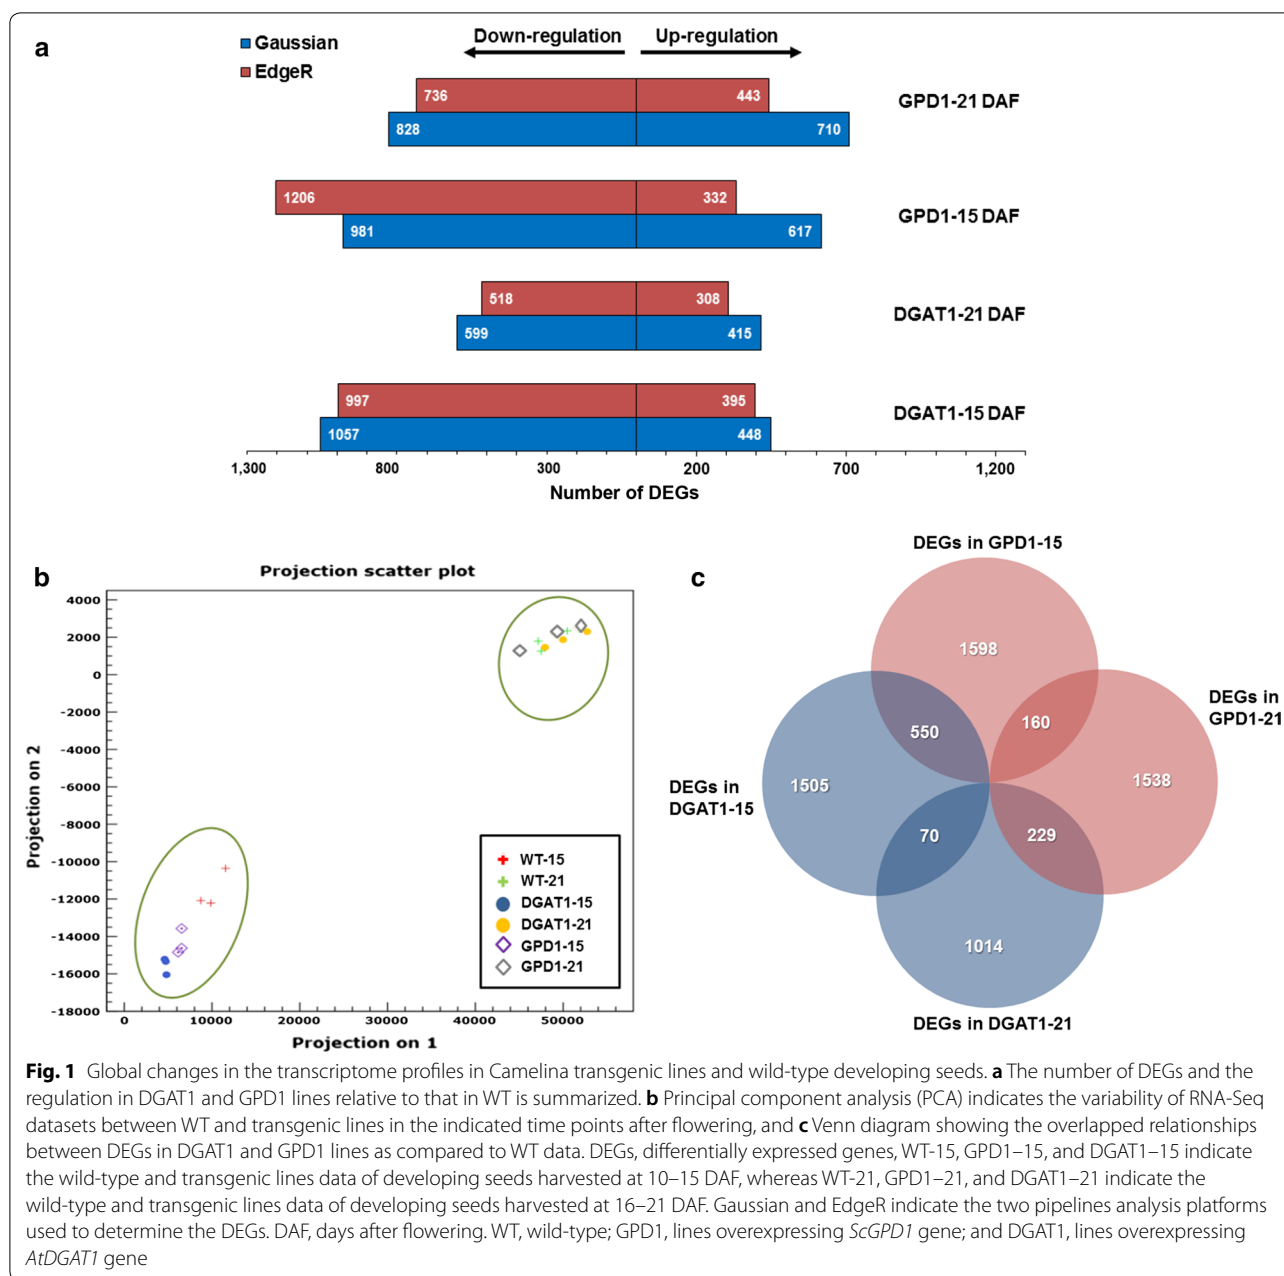 a
Gaussian
EdgeR
Down-regulation
Up-regulation
736
443
GPD1-21 DAF
828
710
1206
332
GPD1-15 DAF
981
617
518
308
DGAT1-21 DAF
599
415
997
395
DGAT1-15 DAF
1057
448
1,300
800
300
200
700
1,200
Number of DEGs
b
Projection scatter plot
4000
2000
0
-2000
-4000
-6000
-8000
-10000
-12000
-14000
-16000
-18000
Projection on 2
0
10000
20000
30000
40000
50000
Projection on 1
WT-15
WT-21
DGAT1-15
DGAT1-21
GPD1-15
GPD1-21
c
DEGs in GPD1-15
1598
DEGs in
GPD1-21
550
160
DEGs in
DGAT1-15
1505
1538
70
229
1014
DEGs in DGAT1-21
Fig. 1 Global changes in the transcriptome profiles in Camelina transgenic lines and wild-type developing seeds. a The number of DEGs and the
regulation in DGAT1 and GPD1 lines relative to that in WT is summarized. b Principal component analysis (PCA) indicates the variability of RNA-Seq
datasets between WT and transgenic lines in the indicated time points after flowering, and c Venn diagram showing the overlapped relationships
between DEGs in DGAT1 and GPD1 lines as compared to WT data. DEGs, differentially expressed genes, WT-15, GPD1–15, and DGAT1–15 indicate
the wild-type and transgenic lines data of developing seeds harvested at 10–15 DAF, whereas WT-21, GPD1–21, and DGAT1–21 indicate the
wild-type and transgenic lines data of developing seeds harvested at 16–21 DAF. Gaussian and EdgeR indicate the two pipelines analysis platforms
used to determine the DEGs. DAF, days after flowering. WT, wild-type; GPD1, lines overexpressing ScGPD1 gene; and DGAT1, lines overexpressing
AtDGAT1 gene